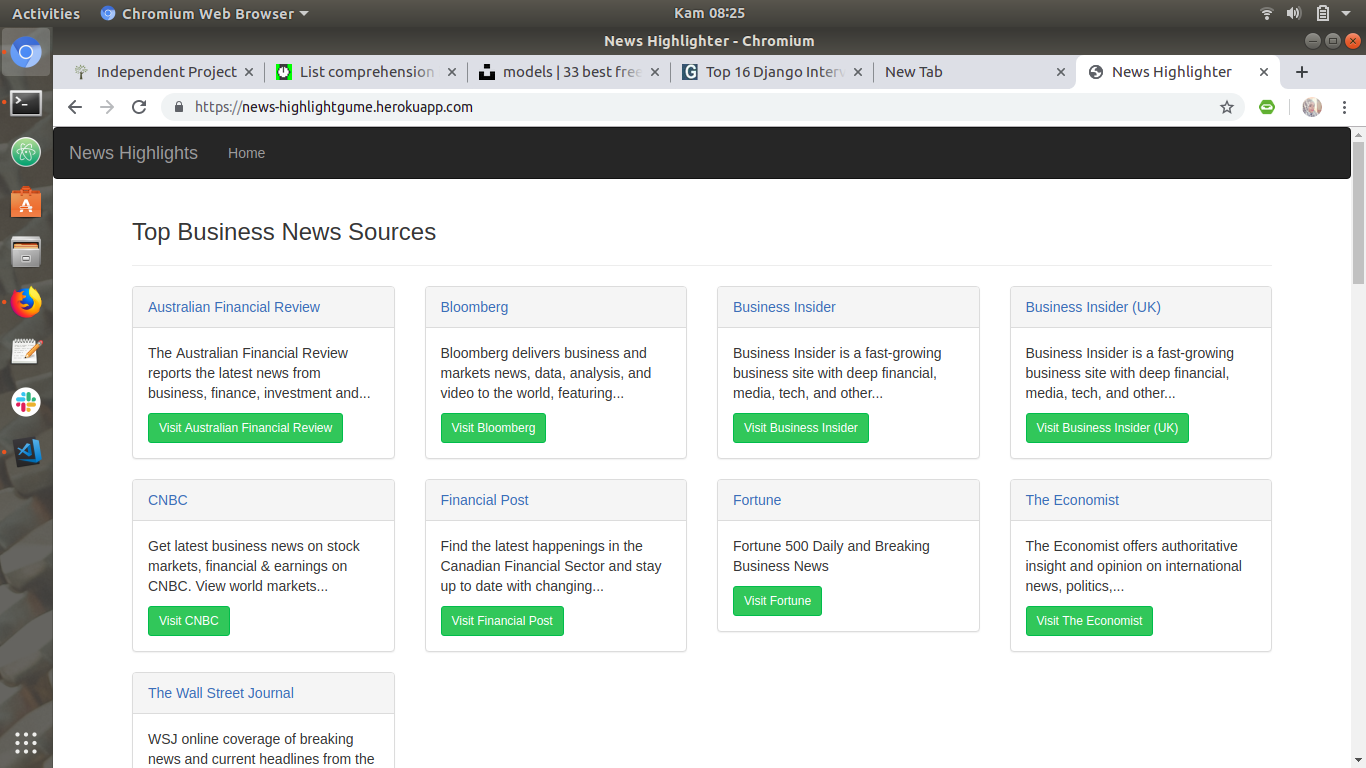 Activities
Chromium Web Browser
Kam 08:25
News Highlighter - Chromium
Independent Project
List comprehension
models | 33 best free
Top 16 Django Interv
New Tab
News Highlighter
https://news-highlightgume.herokuapp.com
News Highlights
Home
Top Business News Sources
Australian Financial Review
The Australian Financial Review
reports the latest news from
business, finance, investment and...
Visit Australian Financial Review
Bloomberg
Bloomberg delivers business and
markets news, data, analysis, and
video to the world, featuring...
Visit Bloomberg
Business Insider
Business Insider is a fast-growing
business site with deep financial,
media, tech, and other...
Visit Business Insider
Business Insider (UK)
Business Insider is a fast-growing
business site with deep financial,
media, tech, and other...
Visit Business Insider (UK)
CNBC
Get latest business news on stock
markets, financial & earnings on
CNBC. View world markets...
Visit CNBC
Financial Post
Find the latest happenings in the
Canadian Financial Sector and stay
up to date with changing...
Visit Financial Post
Fortune
Fortune 500 Daily and Breaking
Business News
Visit Fortune
The Economist
The Economist offers authoritative
insight and opinion on international
news, politics,...
Visit The Economist
The Wall Street Journal
WSJ online coverage of breaking
news and current headlines from the